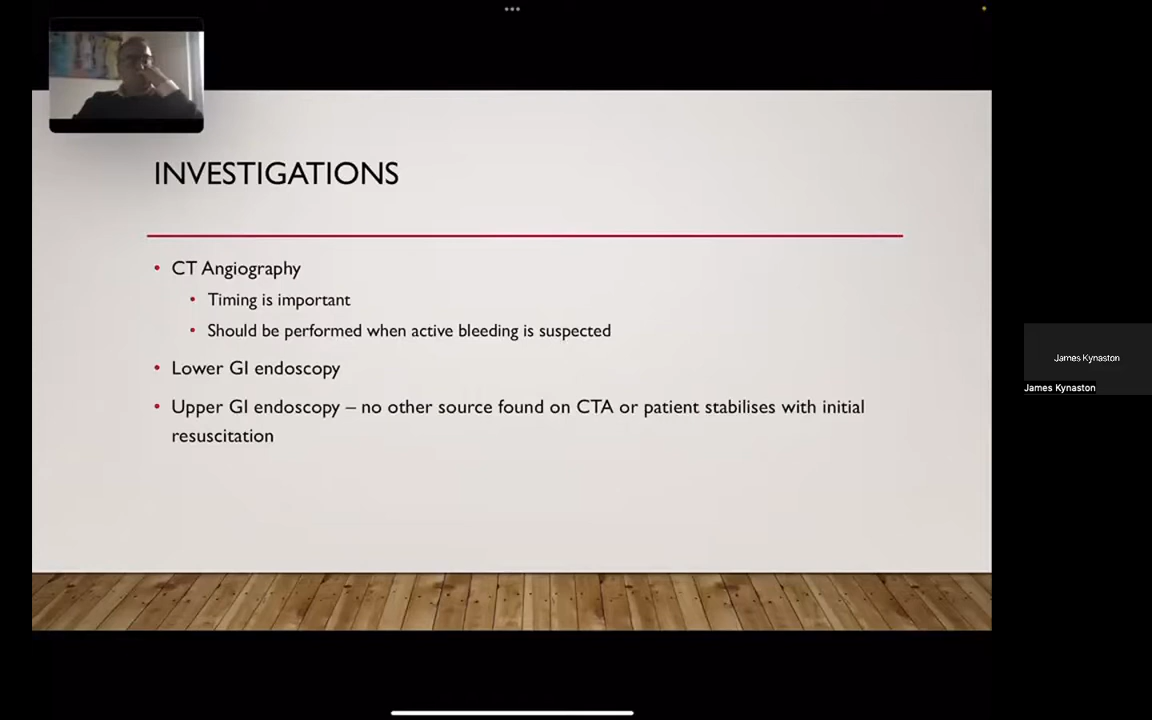 INVESTIGATIONS
• CT Angiography
• Timing is important
• Should be performed when active bleeding is suspected
• Lower GI endoscopy
• Upper GI endoscopy – no other source found on CTA or patient stabilises with initial
resuscitation
James Kynaston
James Kynaston